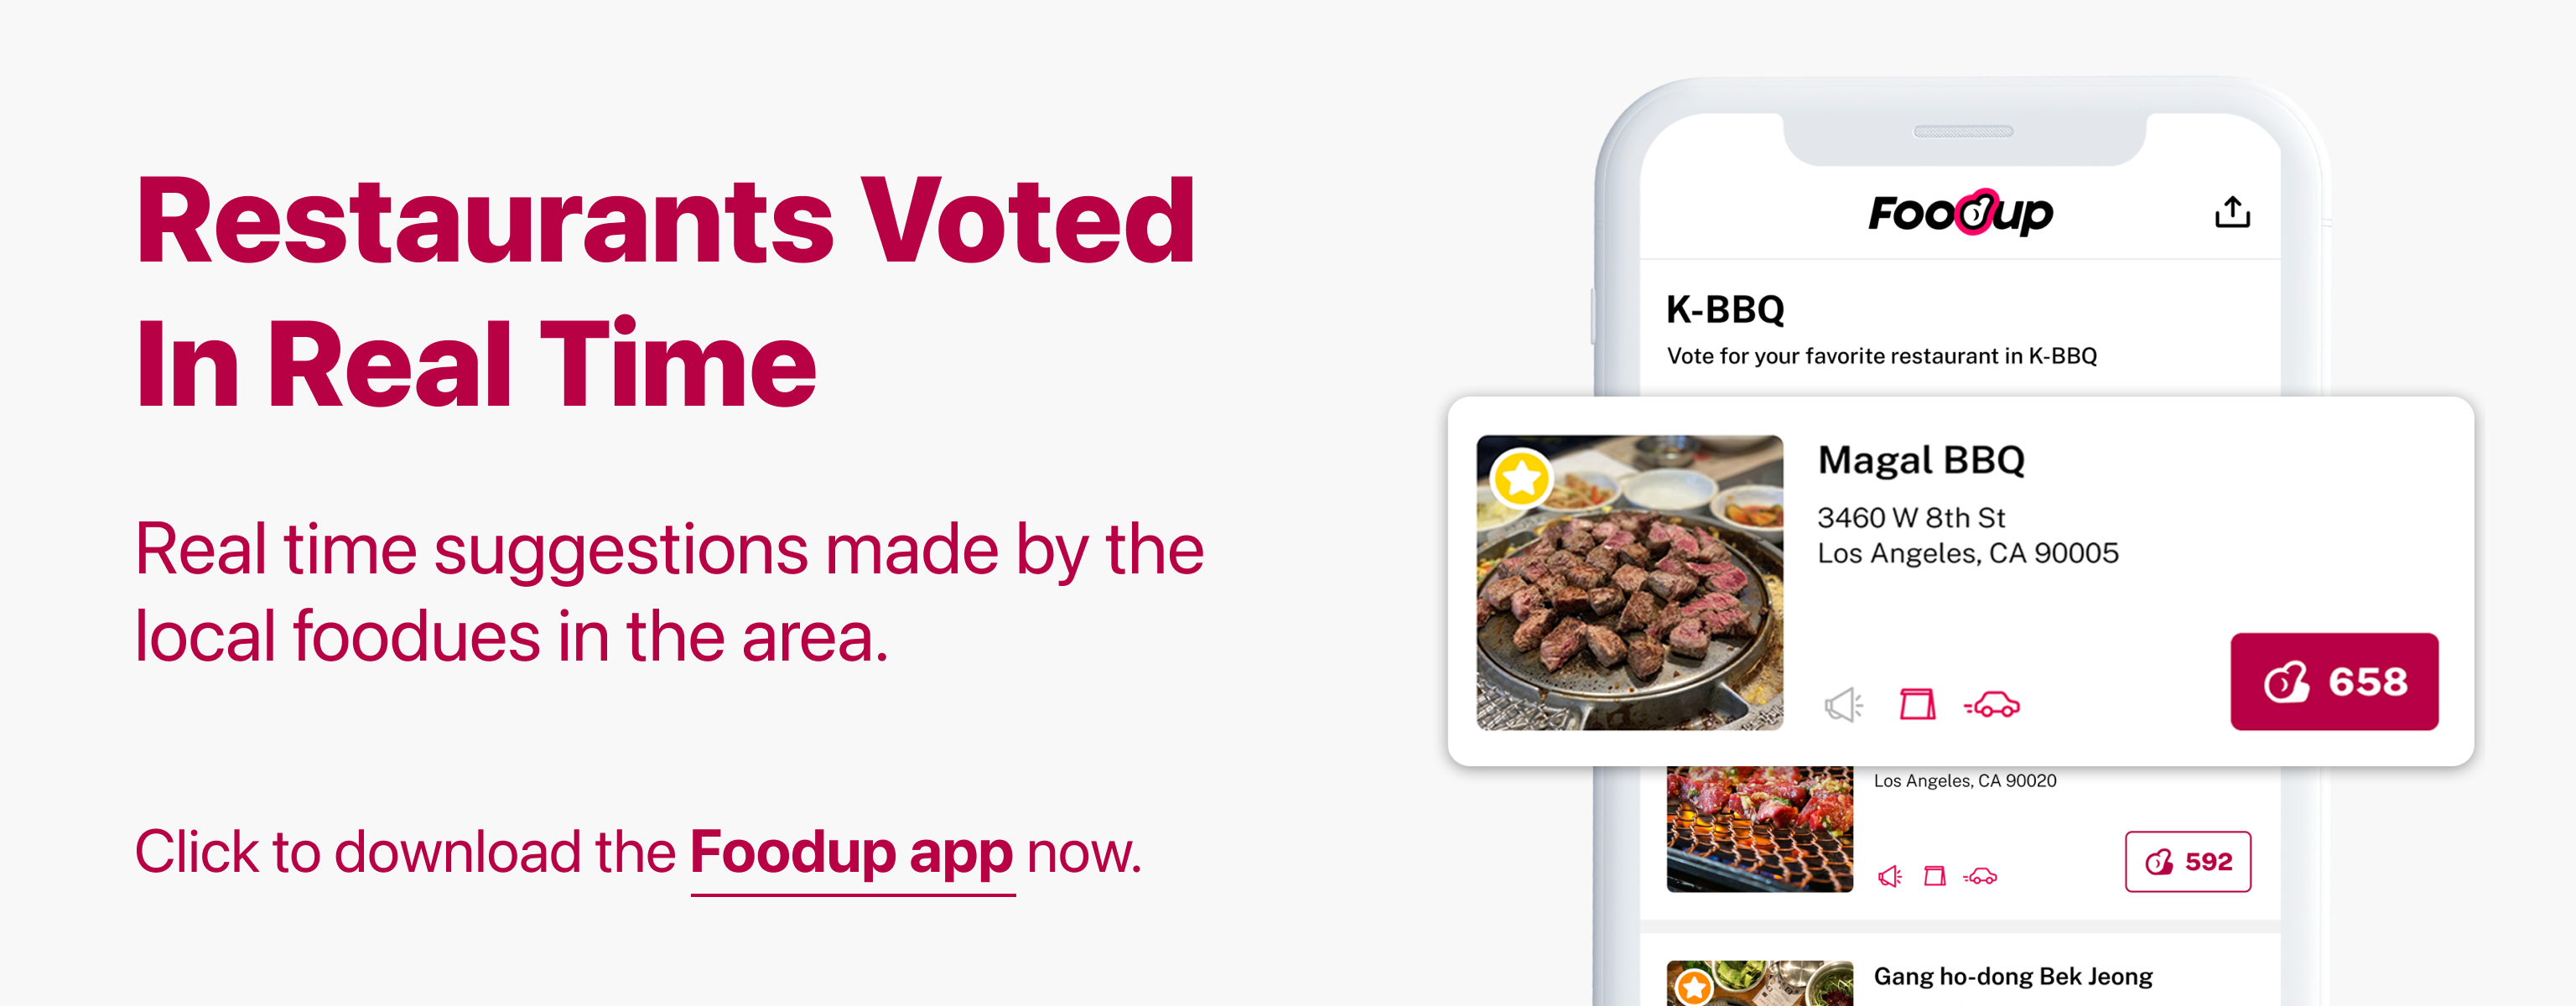 Restaurants Voted
In Real Time
Real time suggestions made by the
local foodues in the area.
Click to download the Foodup app now.
Foodup
K-BBQ
Vote for your favorite restaurant in K-BBQ
Magal BBQ
3460 W 8th St
Los Angeles, CA 90005
658
Los Angeles, CA 90020
592
Gang ho-dong Bek Jeong